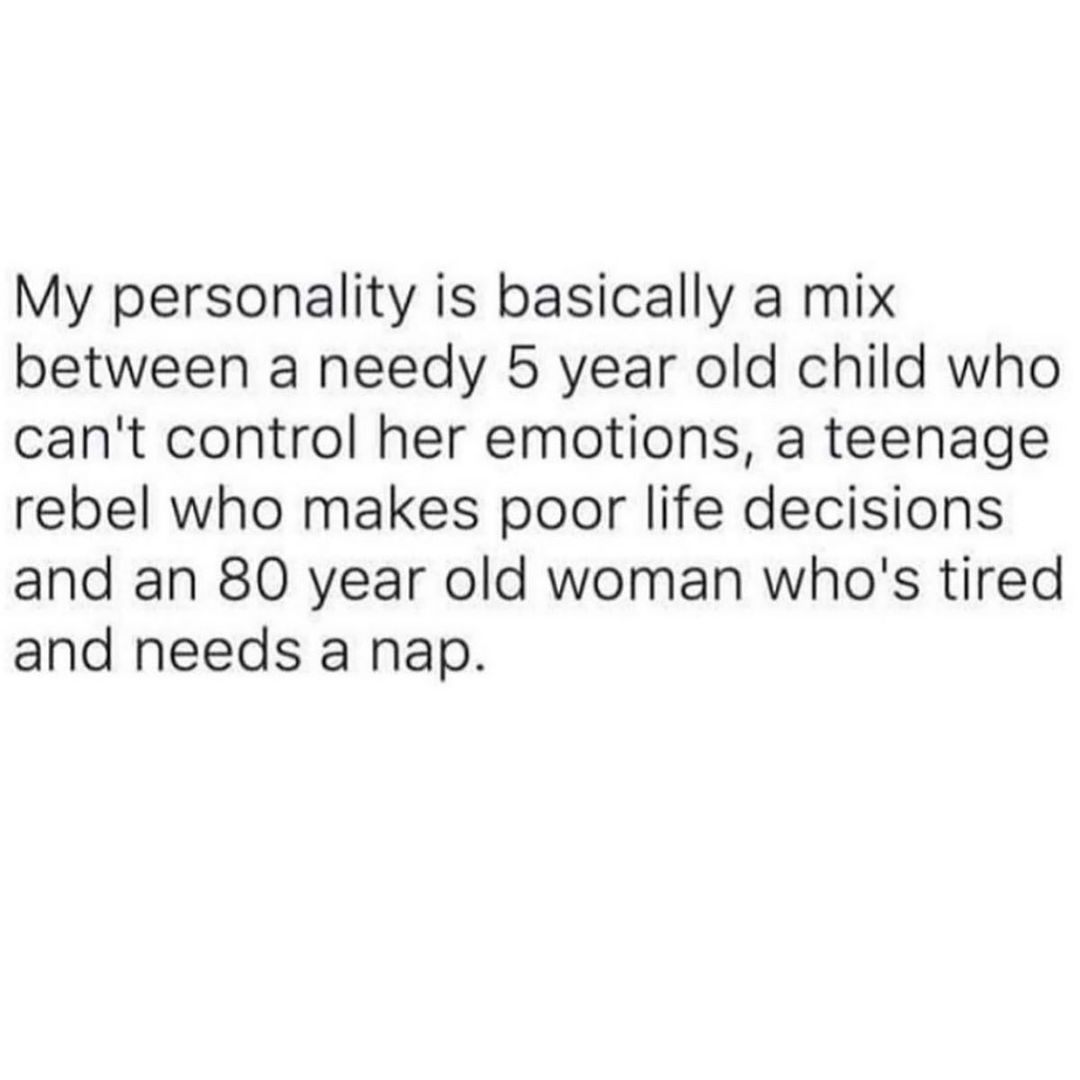 My personality is basically a mix
between a needy 5 year old child who
can't control her emotions, a teenage
rebel who makes poor life decisions
and an 80 year old woman who's tired
and needs a nap.